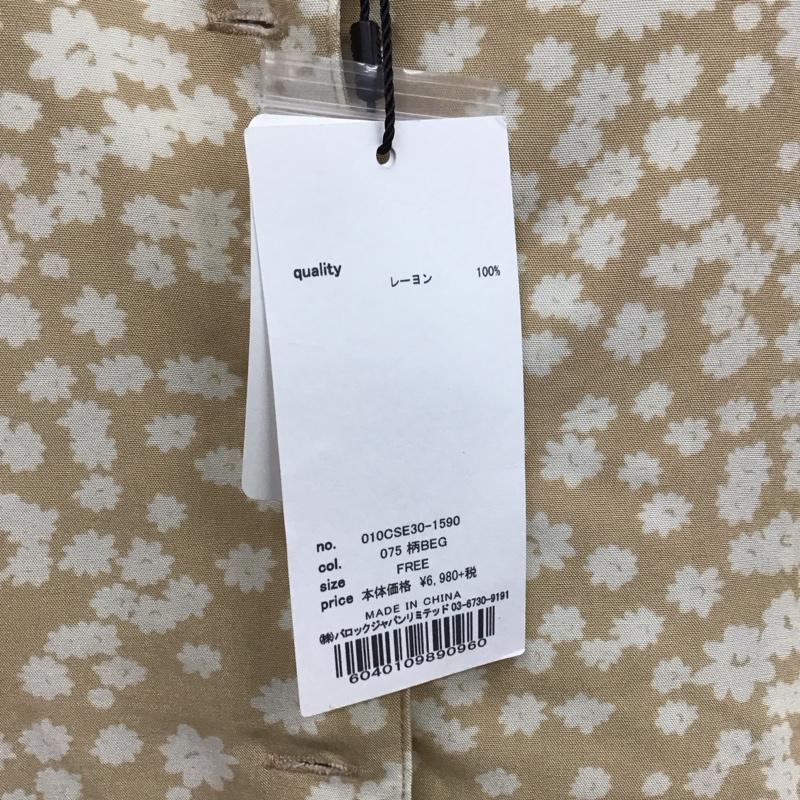 quality レーヨン 100%
no. 010CSE30-1590
col. 075 柄BEG
size FREE
price 本体価格 ¥6,980+税
MADE IN CHINA
㈱バロックジャパンリミテッド 03-6730-9191
6040109890960